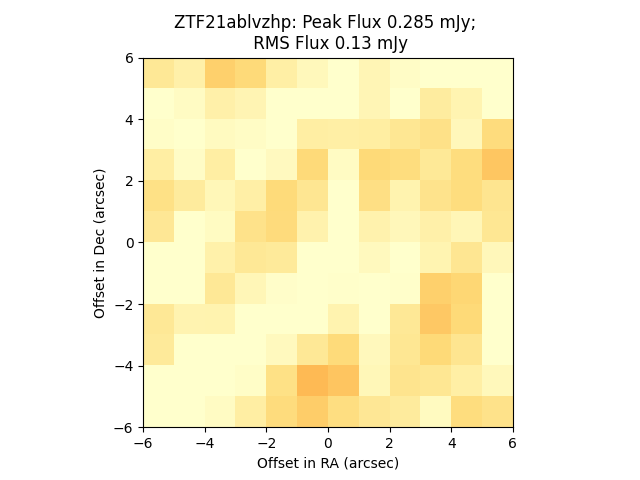 ZTF21ablvzhp: Peak Flux 0.285 mJy;
RMS Flux 0.13 mJy
6
4
2
0
−2
−4
−6
Offset in Dec (arcsec)
−6 −4 −2 0 2 4 6
Offset in RA (arcsec)